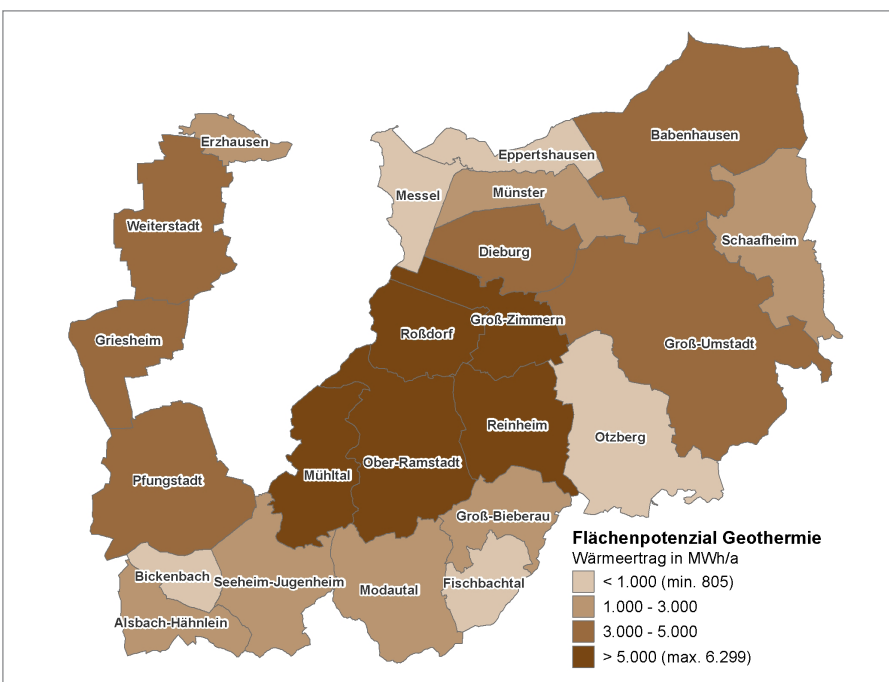 Babenhausen
Erzhausen
Eppertshausen
Messel
Münster
Weiterstadt
Schaafheim
Dieburg
Groß-Zimmern
Roßdorf
Griesheim
Groß-Umstadt
Reinheim
Otzberg
Ober-Ramstadt
Mühltal
Pfungstadt
Groß-Bieberau
Bickenbach
Seeheim-Jugenheim
Fischbachtal
Modautal
Alsbach-Hähnlein
Flächenpotenzial Geothermie
Wärmeertrag in MWh/a
< 1.000 (min. 805)
1.000 - 3.000
3.000 - 5.000
> 5.000 (max. 6.299)